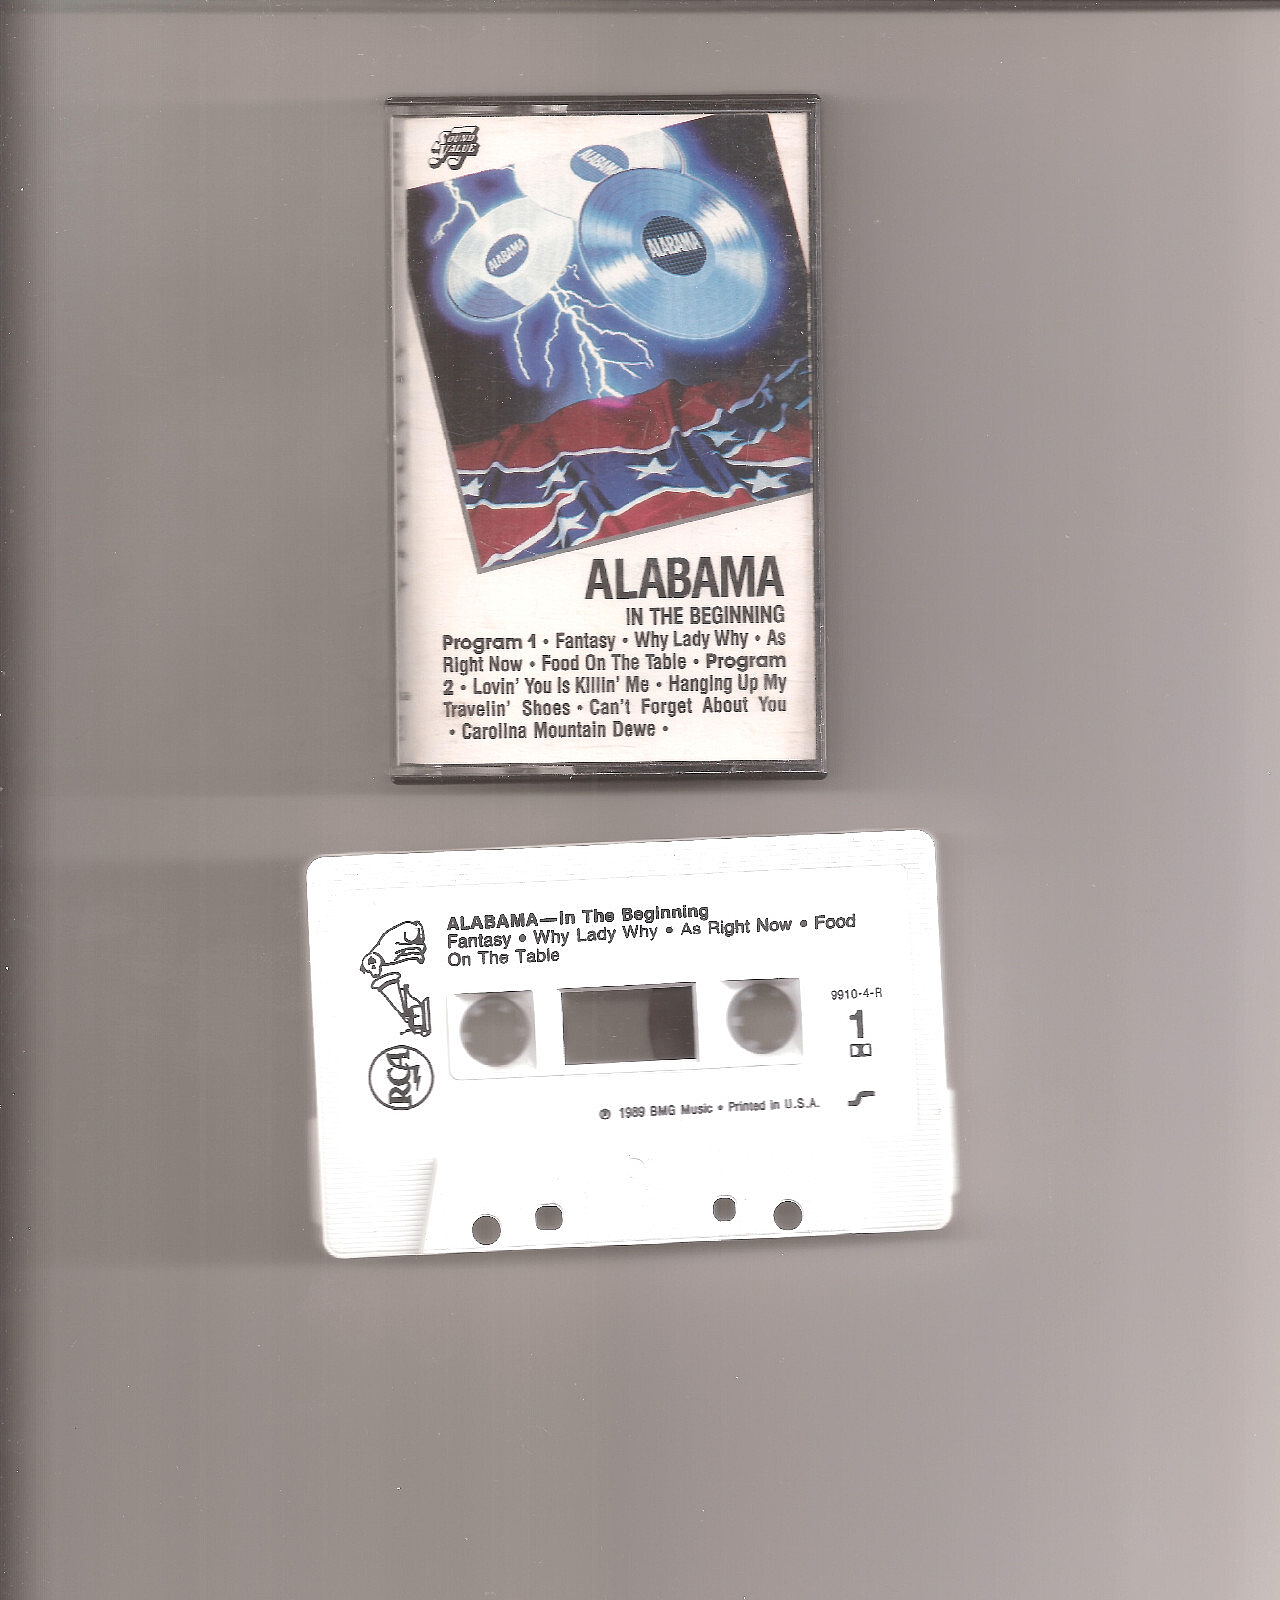 SOUND
VALUE
ALABAMA
ALABAMA
ALABAMA
ALABAMA
IN THE BEGINNING
Program 1 • Fantasy • Why Lady Why • As
Right Now • Food On The Table • Program
2 • Lovin' You Is Killin' Me • Hanging Up My
Travelin' Shoes • Can't Forget About You
• Carolina Mountain Dewe •
ALABAMA—In The Beginning
Fantasy • Why Lady Why • As Right Now • Food
On The Table
9910-4-R
1
RCA
℗ 1989 BMG Music • Printed in U.S.A.